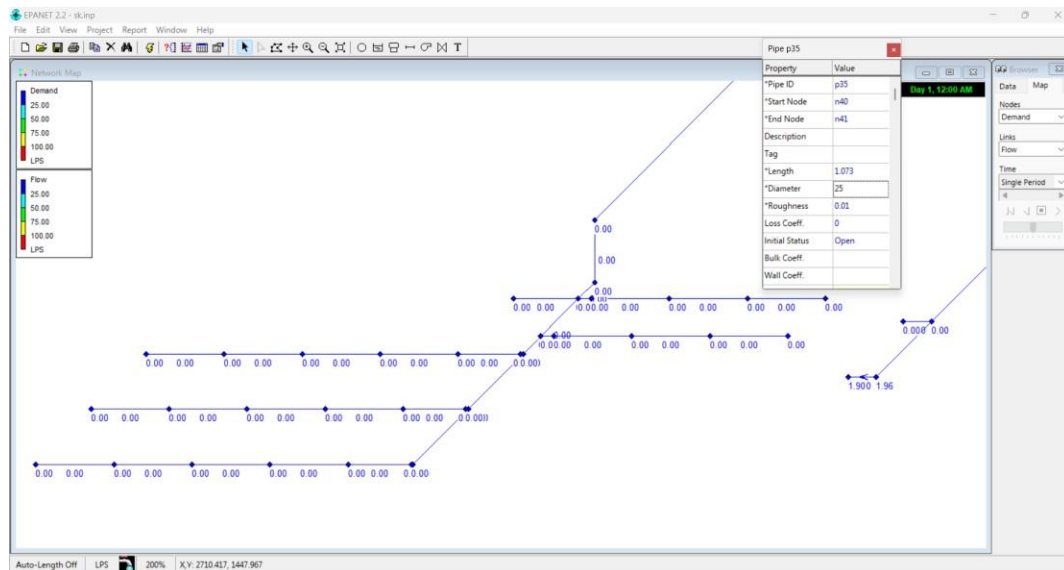 EPANET 2.2 - sk.inp
File Edit View Project Report Window Help
Network Map
Demand
25.00
50.00
75.00
100.00
LPS
Flow
25.00
50.00
75.00
100.00
LPS
Day 1, 12:00 AM
Pipe p35
Property Value
*Pipe ID p35
*Start Node n40
*End Node n41
Description
Tag
*Length 1.073
*Diameter 25
*Roughness 0.01
Loss Coeff. 0
Initial Status Open
Bulk Coeff.
Wall Coeff.
Browser
Data Map
Nodes
Demand
Links
Flow
Time
Single Period
0.00
0.00
0.00
0.00 0.00 0.00 0.00 0.00 0.00 0.00 0.00
0.00
0.00 0.00 0.00 0.00 0.00 0.00
0.00 0.00 0.00 0.00 0.00 0.00 0.00 0.00 0.00 0.00
0.00 0.00 0.00 0.00 0.00 0.00 0.00 0.00 0.00 0.00
0.00 0.00 0.00 0.00 0.00 0.00 0.00 0.00 0.00 0.00
0.00
1.96
Auto-Length Off LPS 200% X,Y: 2710.417, 1447.967